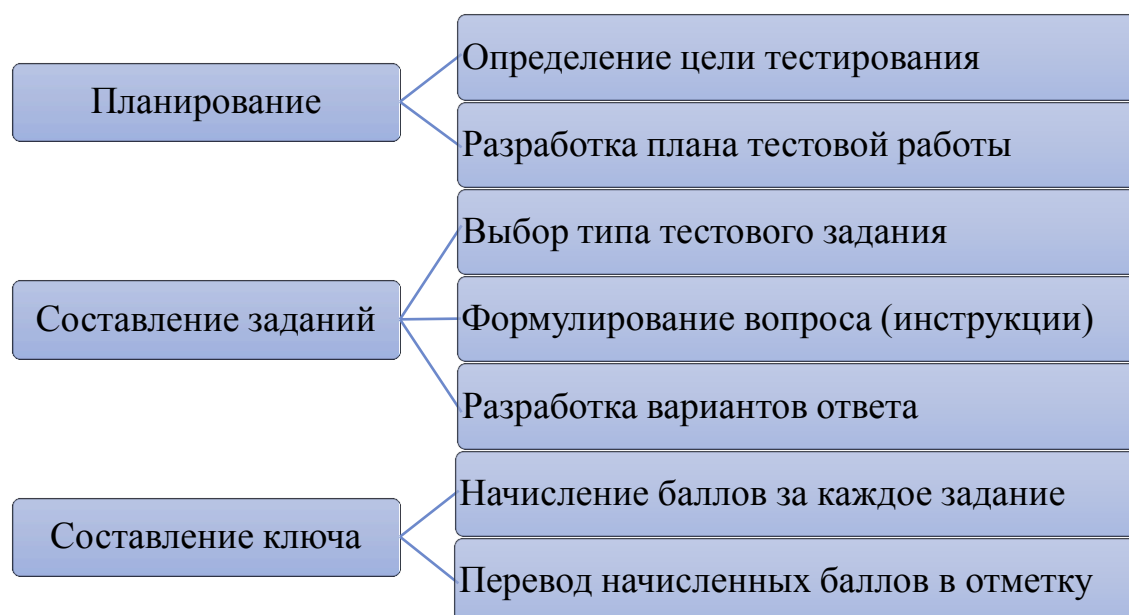 Планирование
Определение цели тестирования
Разработка плана тестовой работы
Составление заданий
Выбор типа тестового задания
Формулирование вопроса (инструкции)
Разработка вариантов ответа
Составление ключа
Начисление баллов за каждое задание
Перевод начисленных баллов в отметку